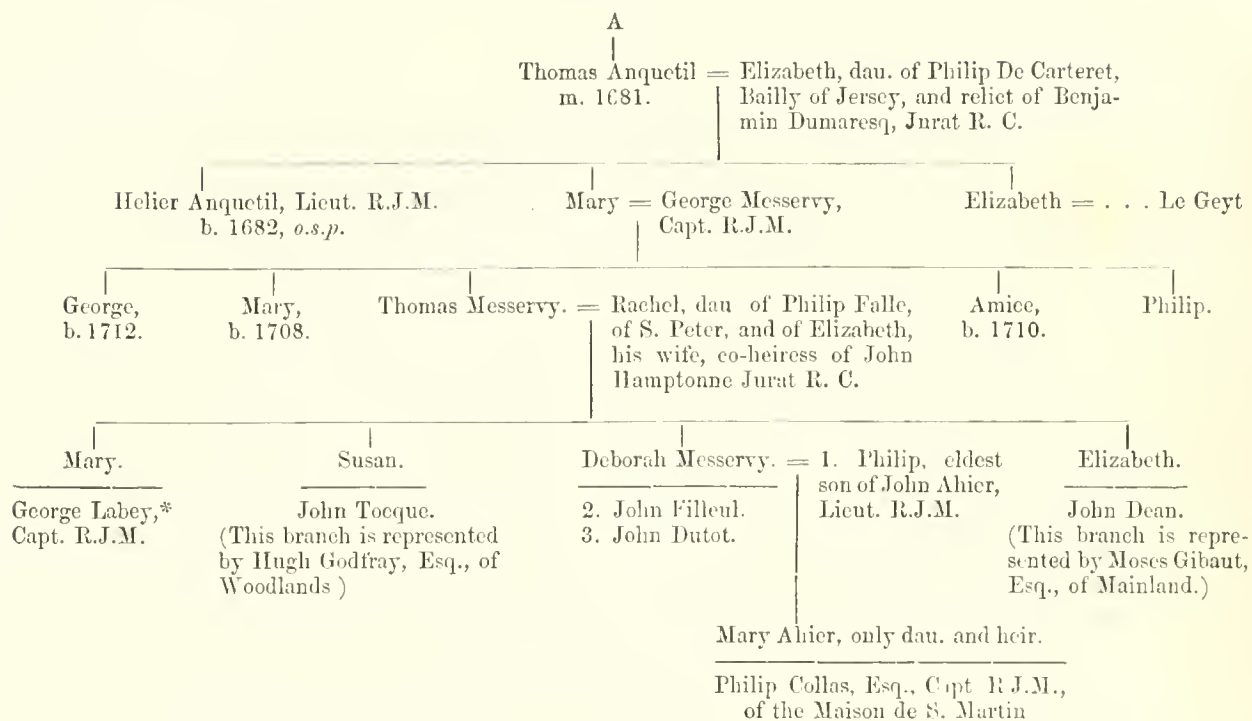 A
Thomas Anquetil = Elizabeth, dau. of Philip De Carteret,
m. 1681. Bailly of Jersey, and relict of Benja-
min Dumaresq, Jurat R. C.
Helier Anquetil, Lieut. R.J.M. Mary = George Messervy, Elizabeth = . . . Le Geyt
b. 1682, o.s.p. Capt. R.J.M.
George, Mary, Thomas Messervy. = Rachel, dau of Philip Falle, Amice, Philip.
b. 1712. b. 1708. of S. Peter, and of Elizabeth, b. 1710.
his wife, co-heiress of John
Hamptonne Jurat R. C.
Mary. Susan. Deborah Messervy. = 1. Philip, eldest Elizabeth.
son of John Ahier,
George Labey,* John Tocque. 2. John Filleul. Lieut. R.J.M. John Dean.
Capt. R.J.M. (This branch is represented 3. John Dutot. (This branch is repre-
by Hugh Godfray, Esq., of sented by Moses Gibaut,
Woodlands ) Esq., of Mainland.)
Mary Ahier, only dau. and heir.
Philip Collas, Esq., Capt R.J.M.,
of the Maison de S. Martin